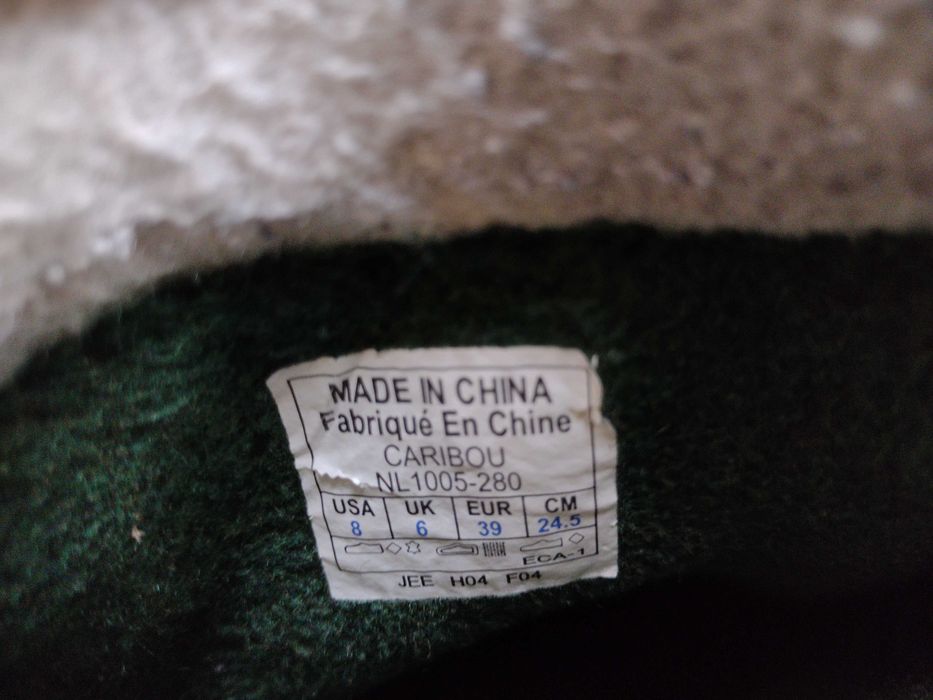 MADE IN CHINA
Fabriqué En Chine
CARIBOU
NL1005-280
USA UK EUR CM
8 6 39 24.5
ECA-1
JEE H04 F04